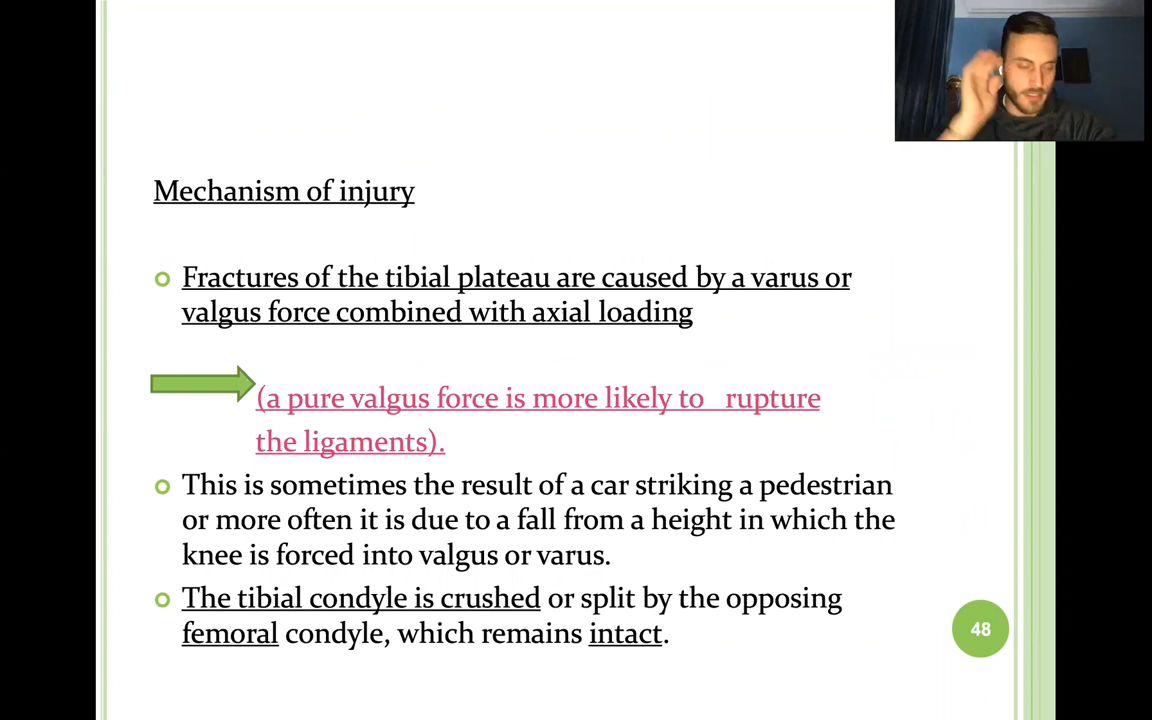 Mechanism of injury
Fractures of the tibial plateau are caused by a varus or
valgus force combined with axial loading
(a pure valgus force is more likely to rupture
the ligaments).
This is sometimes the result of a car striking a pedestrian
or more often it is due to a fall from a height in which the
knee is forced into valgus or varus.
The tibial condyle is crushed or split by the opposing
femoral condyle, which remains intact.
48